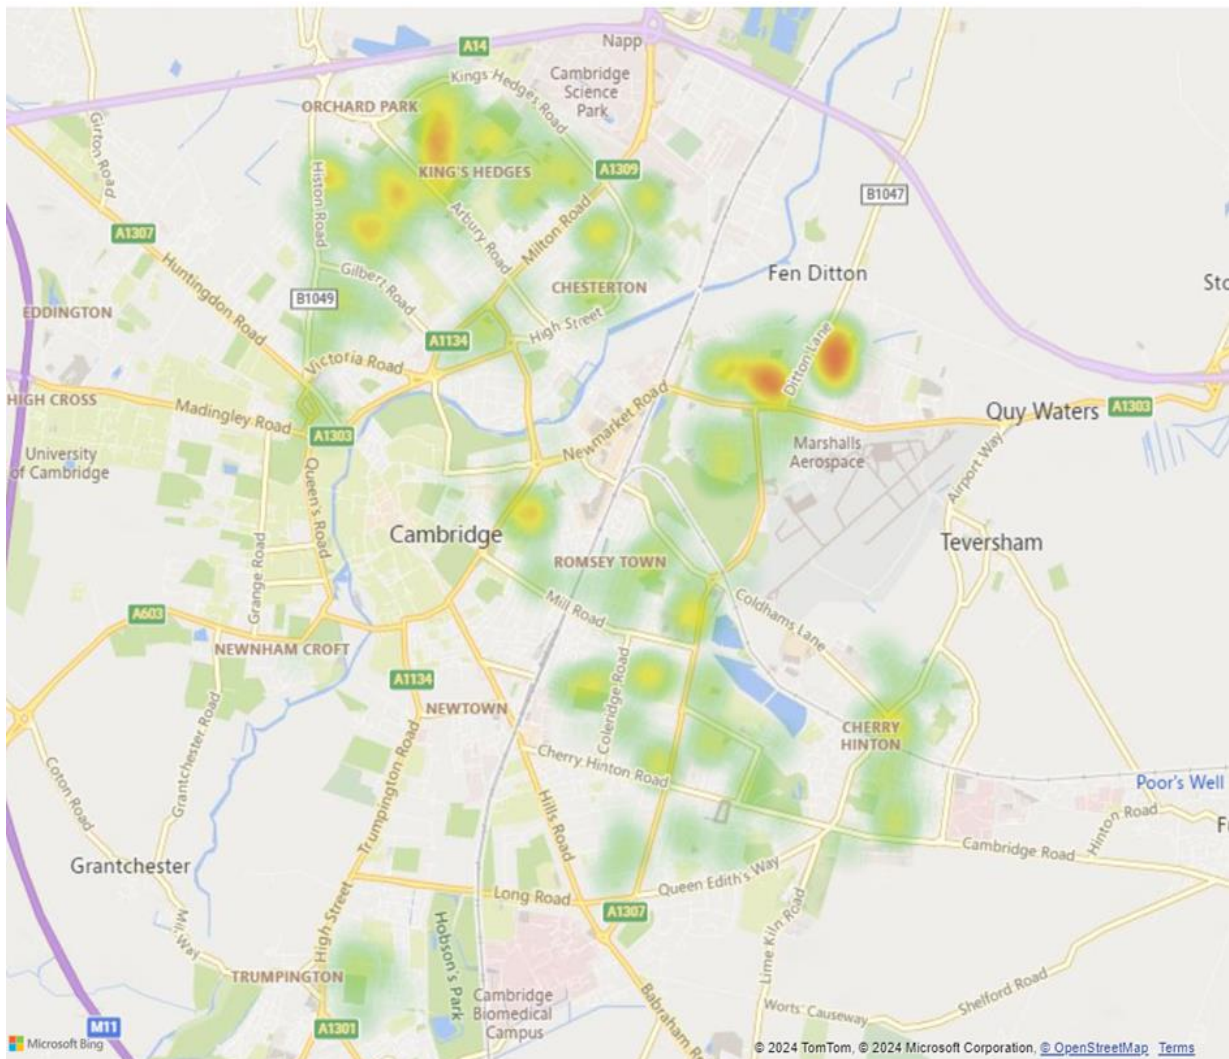 Napp
A14
Kings Hedges Road
Cambridge
Science
Park
ORCHARD PARK
Girton Road
Histon Road
KING'S HEDGES
A1309
B1047
A1307
Arbury Road
Milton Road
Huntingdon Road
Gilbert Road
Fen Ditton
B1049
CHESTERTON
EDDINGTON
High Street
A1134
Victoria Road
Ditton Lane
HIGH CROSS
Madingley Road
A1303
Newmarket Road
Quy Waters
A1303
University
of Cambridge
Marshalls
Aerospace
Queen's Road
Airport Way
Cambridge
Teversham
ROMSEY TOWN
Grange Road
Mill Road
Coldhams Lane
A603
NEWNHAM CROFT
A1134
Coleridge Road
NEWTOWN
CHERRY
HINTON
Grantchester Road
Trumpington Road
Cherry Hinton Road
Poor's Well
Coton Road
Hills Road
Hinton Road
Cambridge Road
Grantchester
Queen Edith's Way
Long Road
A1307
High Street
Hobson's Park
Lime Kiln Road
Mill Way
TRUMPINGTON
Shelford Road
Cambridge
Biomedical
Campus
Babraham
Worts' Causeway
M11
A1301
Microsoft Bing
© 2024 TomTom, © 2024 Microsoft Corporation, © OpenStreetMap Terms